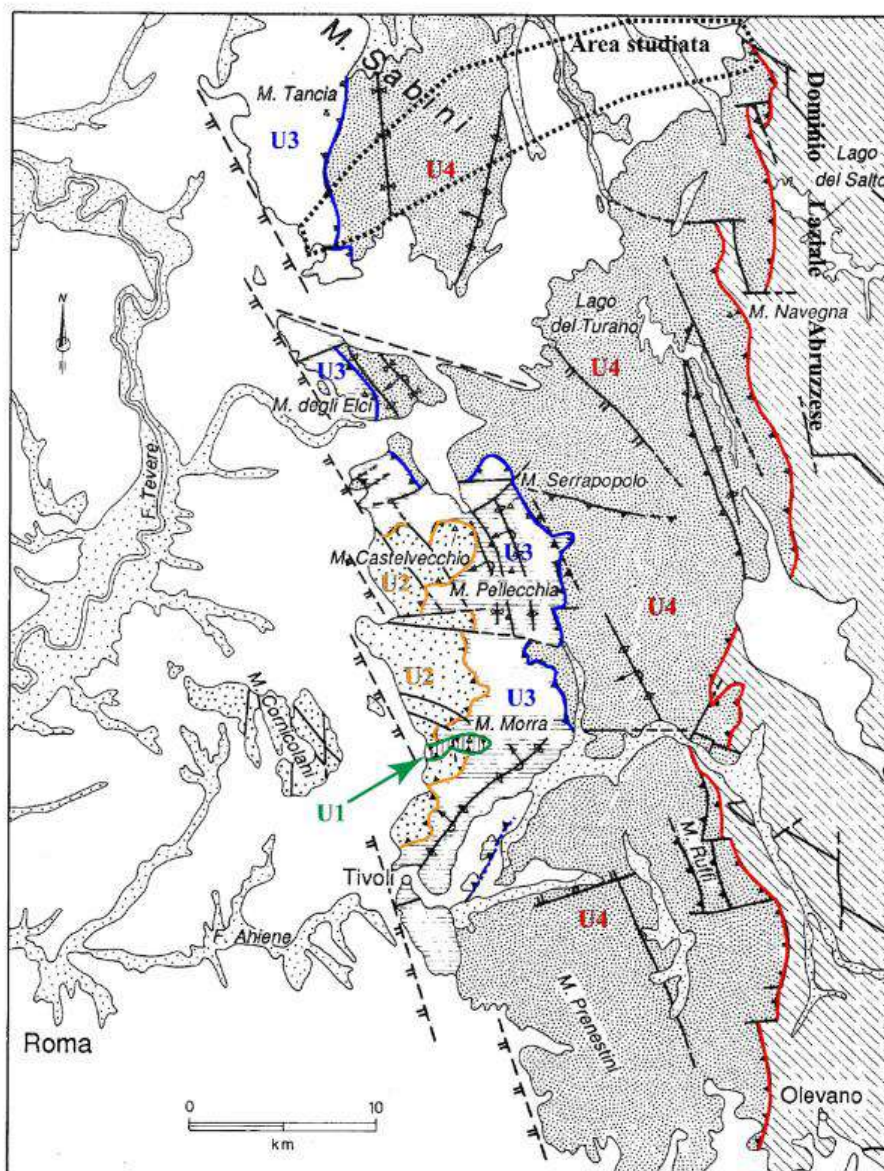 M. Sabini
Area studiata
M. Tancia
U3
U4
Dominio Laziale Abruzzese
Lago
del Salto
N
Lago
del Turano
M. Navegna
U4
U3
M. degli Elci
F. Tevere
M. Serrapopolo
M. Castelvecchio
U3
U2
M. Pellecchia
U4
U2
U3
M. Cornicolani
M. Morra
U1
M. Ruffi
Tivoli
U4
F. Aniene
M. Prenestini
Roma
0 10
km
Olevano